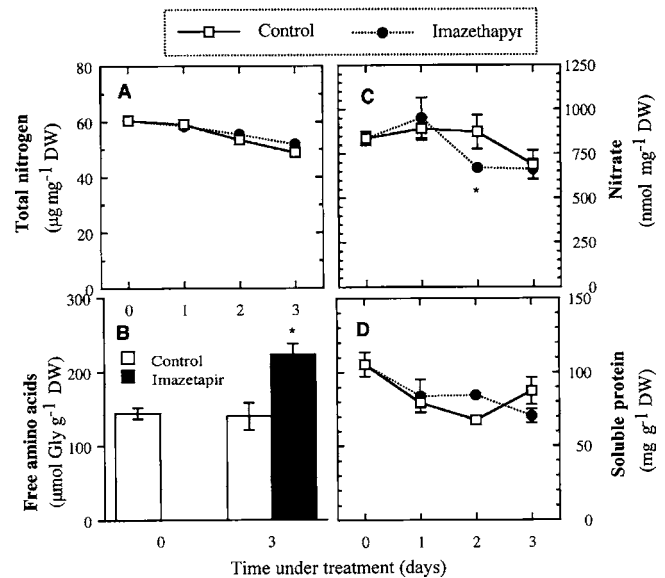 Control
Imazethapyr
A
Total nitrogen
(µg mg⁻¹ DW)
80
60
40
20
0
0
1
2
3
C
Nitrate
(nmol mg⁻¹ DW)
1250
1000
750
500
250
0
*
B
Control
Imazetapir
Free amino acids
(µmol Gly g⁻¹ DW)
300
200
100
0
*
0
3
D
Soluble protein
(mg g⁻¹ DW)
150
100
50
0
0
1
2
3
Time under treatment (days)